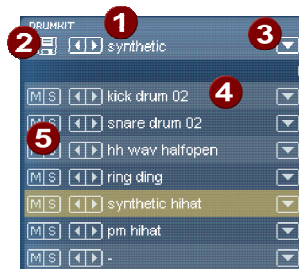 DRUMKIT
1
2
synthetic
3
M S kick drum 02
4
M S snare drum 02
5
M S hh wav halfopen
M S ring ding
M S synthetic hihat
M S pm hihat
M S -